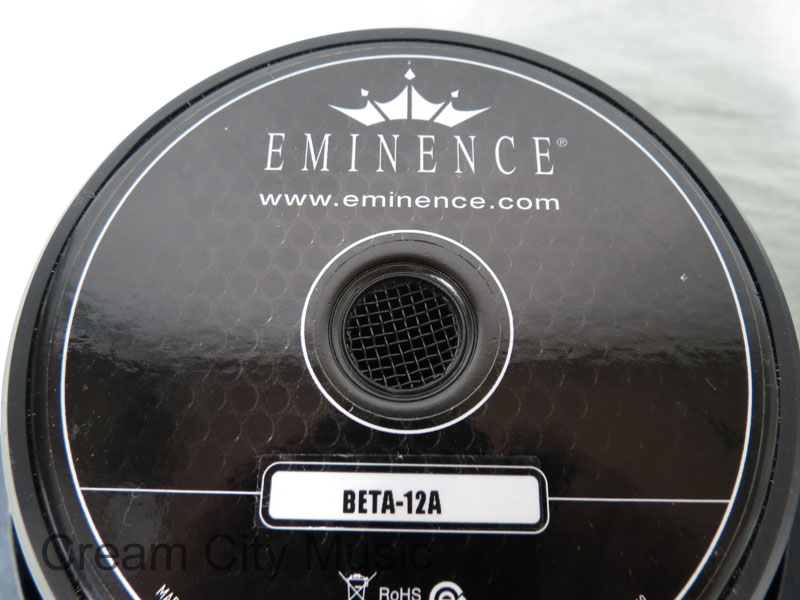 EMINENCE®
www.eminence.com
BETA-12A
Cream City Music
RoHS